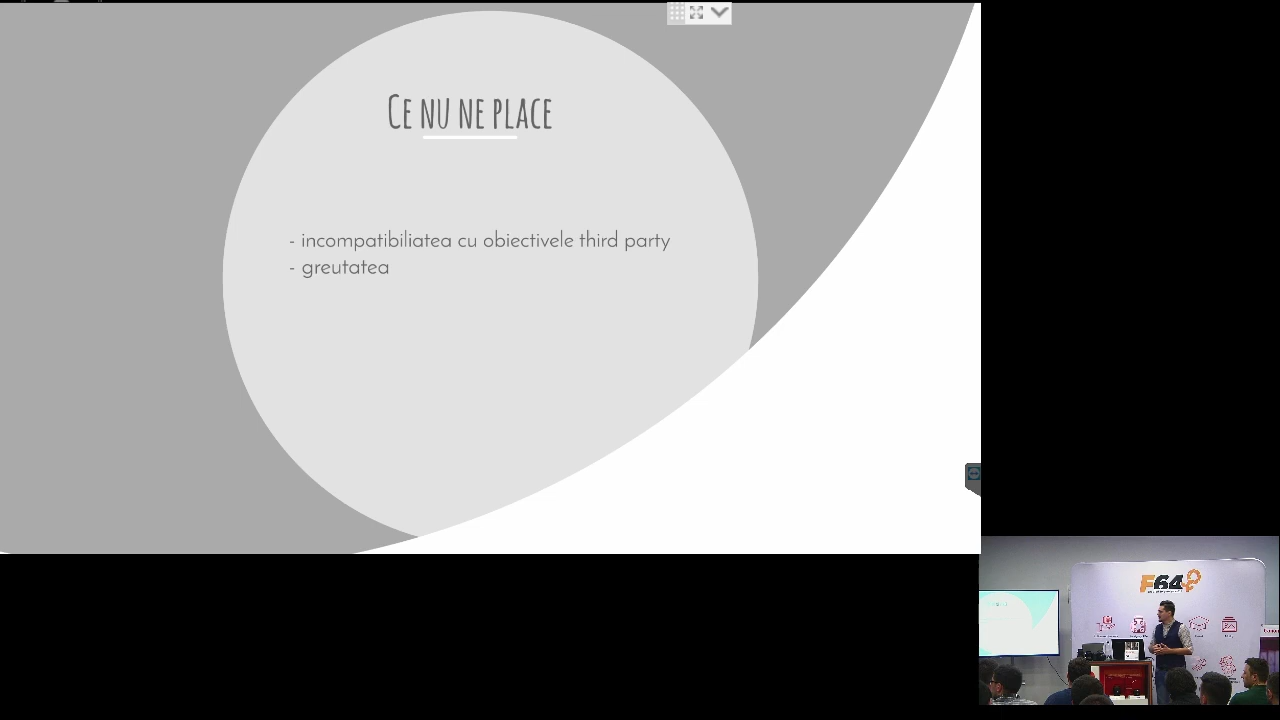 Ce nu ne place
- incompatibiliatea cu obiectivele third party
- greutatea
F64